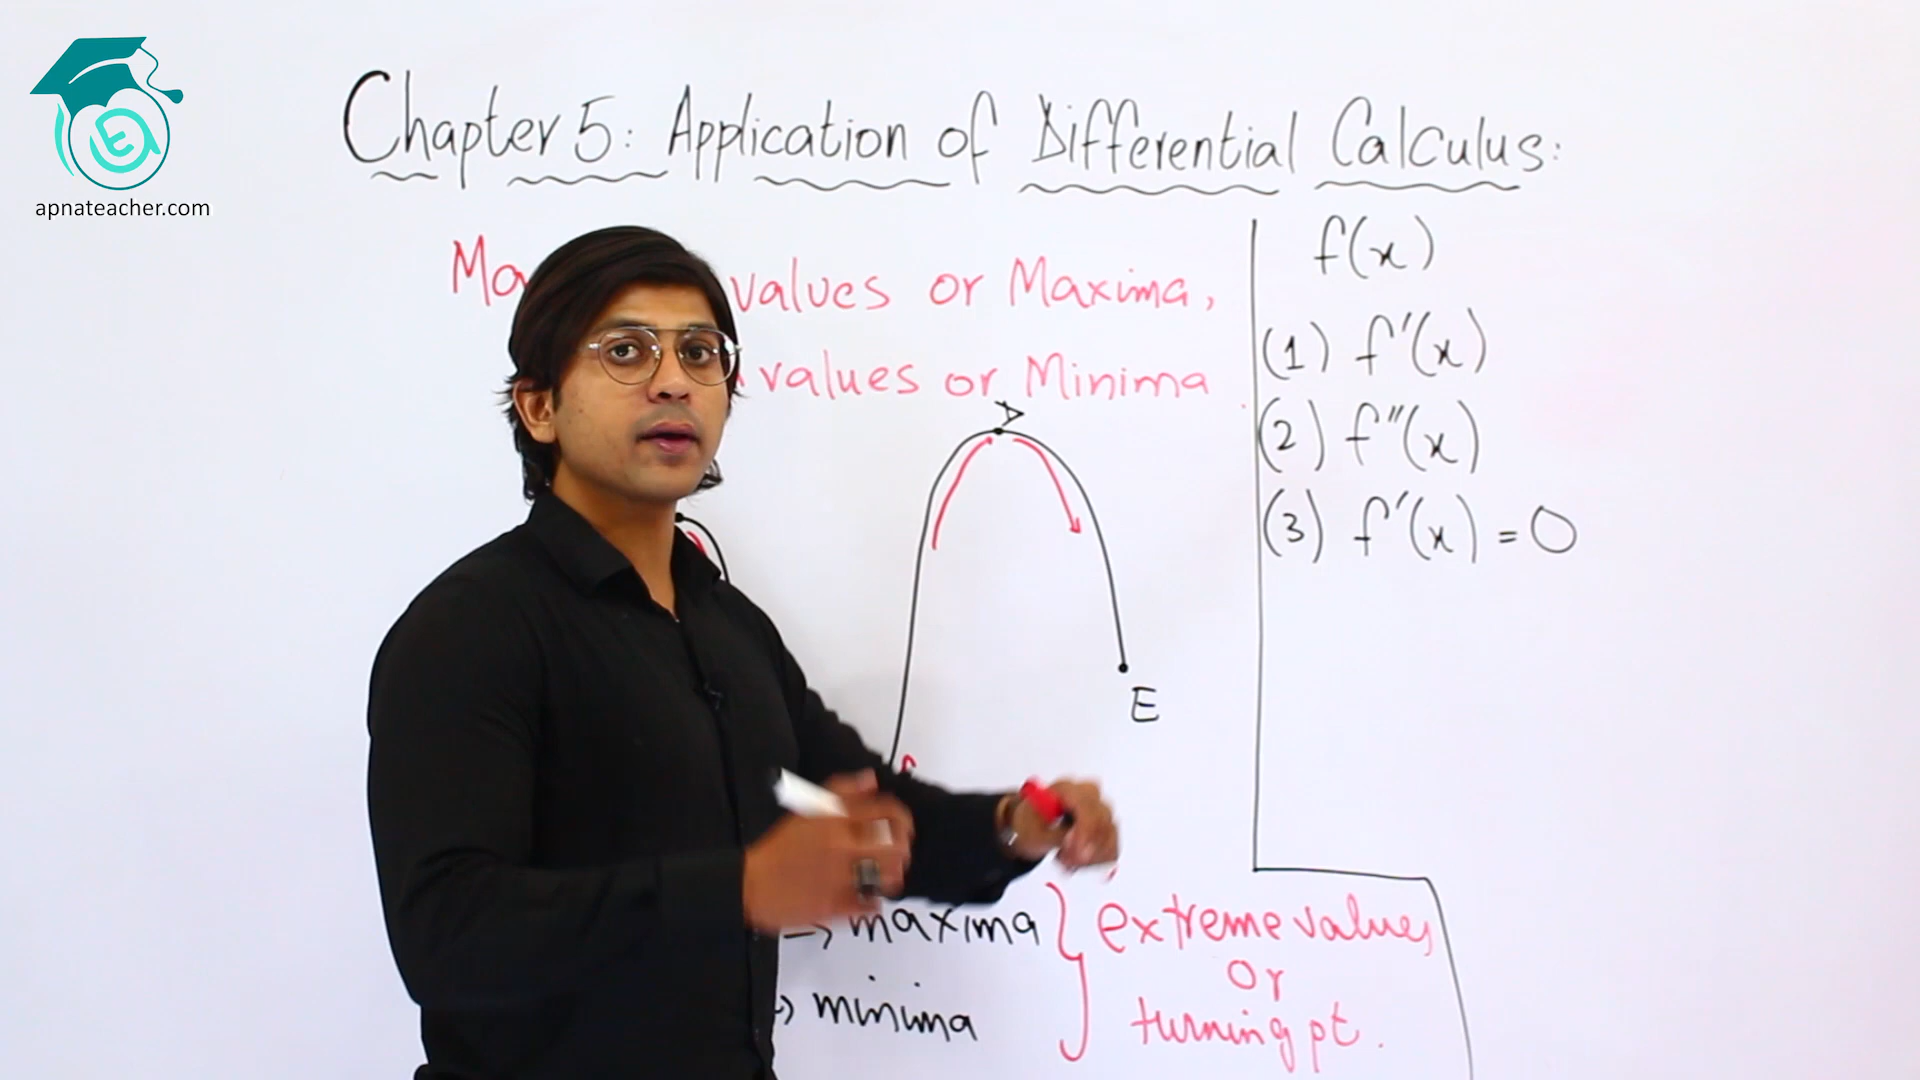 apnateacher.com
Chapter 5: Application of Differential Calculus:
values or Maxima,
values or Minima
f(x)
(1) f'(x)
(2) f''(x)
(3) f'(x) = 0
E
→ maxima
→ minima
} extreme values
Or
turning pt.